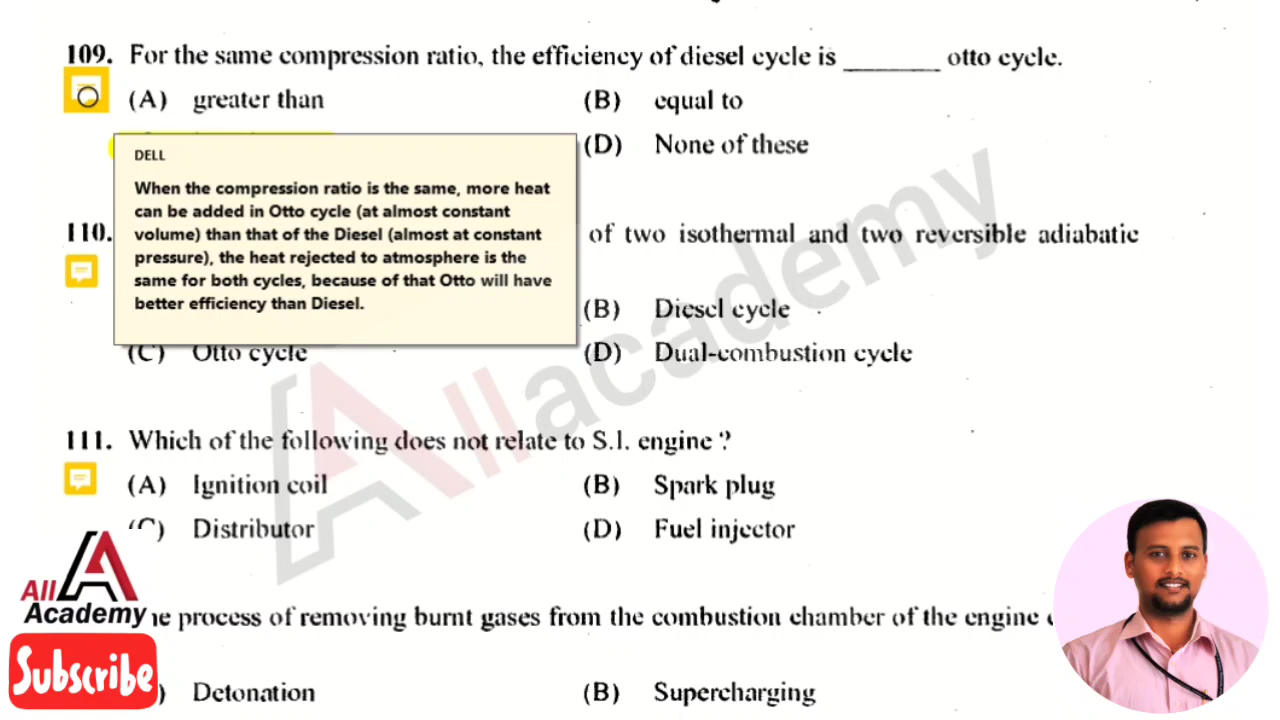 109. For the same compression ratio, the efficiency of diesel cycle is ________ otto cycle.
(A) greater than (B) equal to
(D) None of these
DELL
When the compression ratio is the same, more heat
can be added in Otto cycle (at almost constant
volume) than that of the Diesel (almost at constant
pressure), the heat rejected to atmosphere is the
same for both cycles, because of that Otto will have
better efficiency than Diesel.
110. of two isothermal and two reversible adiabatic
(B) Diesel cycle
(C) Otto cycle (D) Dual-combustion cycle
111. Which of the following does not relate to S.I. engine ?
(A) Ignition coil (B) Spark plug
(C) Distributor (D) Fuel injector
process of removing burnt gases from the combustion chamber of the engine
Detonation (B) Supercharging
All academy
All
Academy
Subscribe